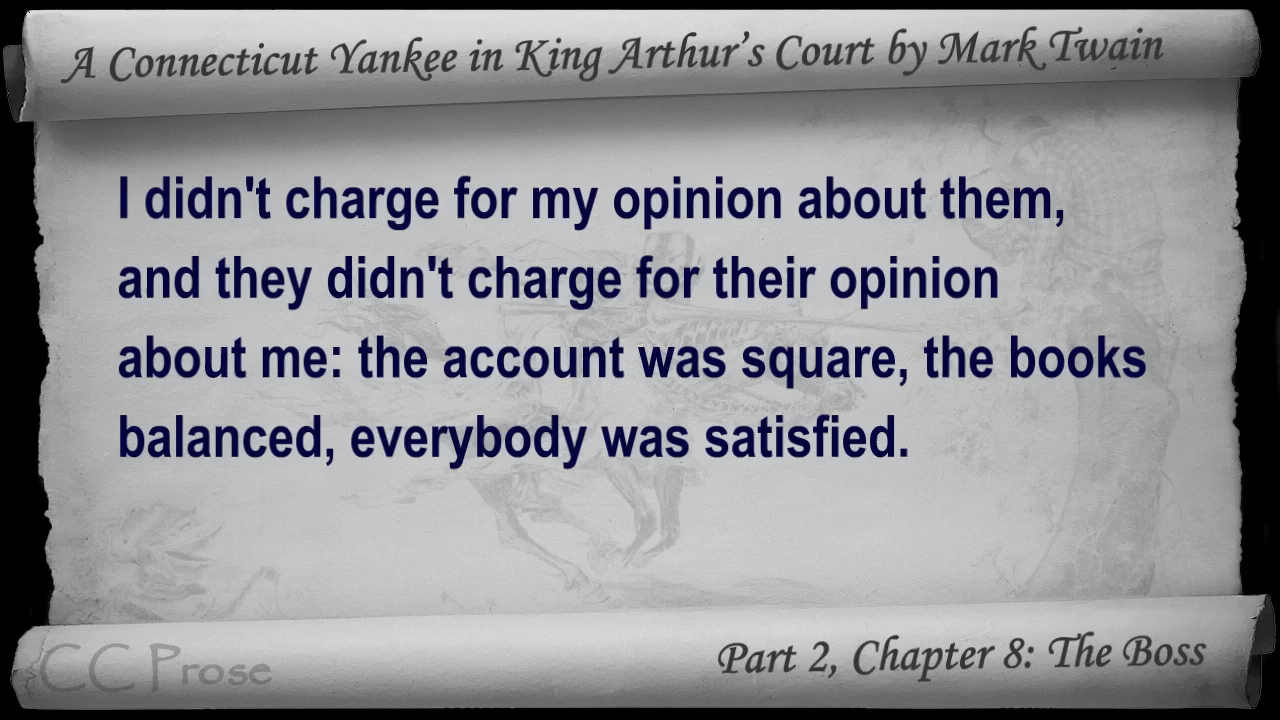 A Connecticut Yankee in King Arthur's Court by Mark Twain
I didn't charge for my opinion about them,
and they didn't charge for their opinion
about me: the account was square, the books
balanced, everybody was satisfied.
CC Prose
Part 2, Chapter 8: The Boss